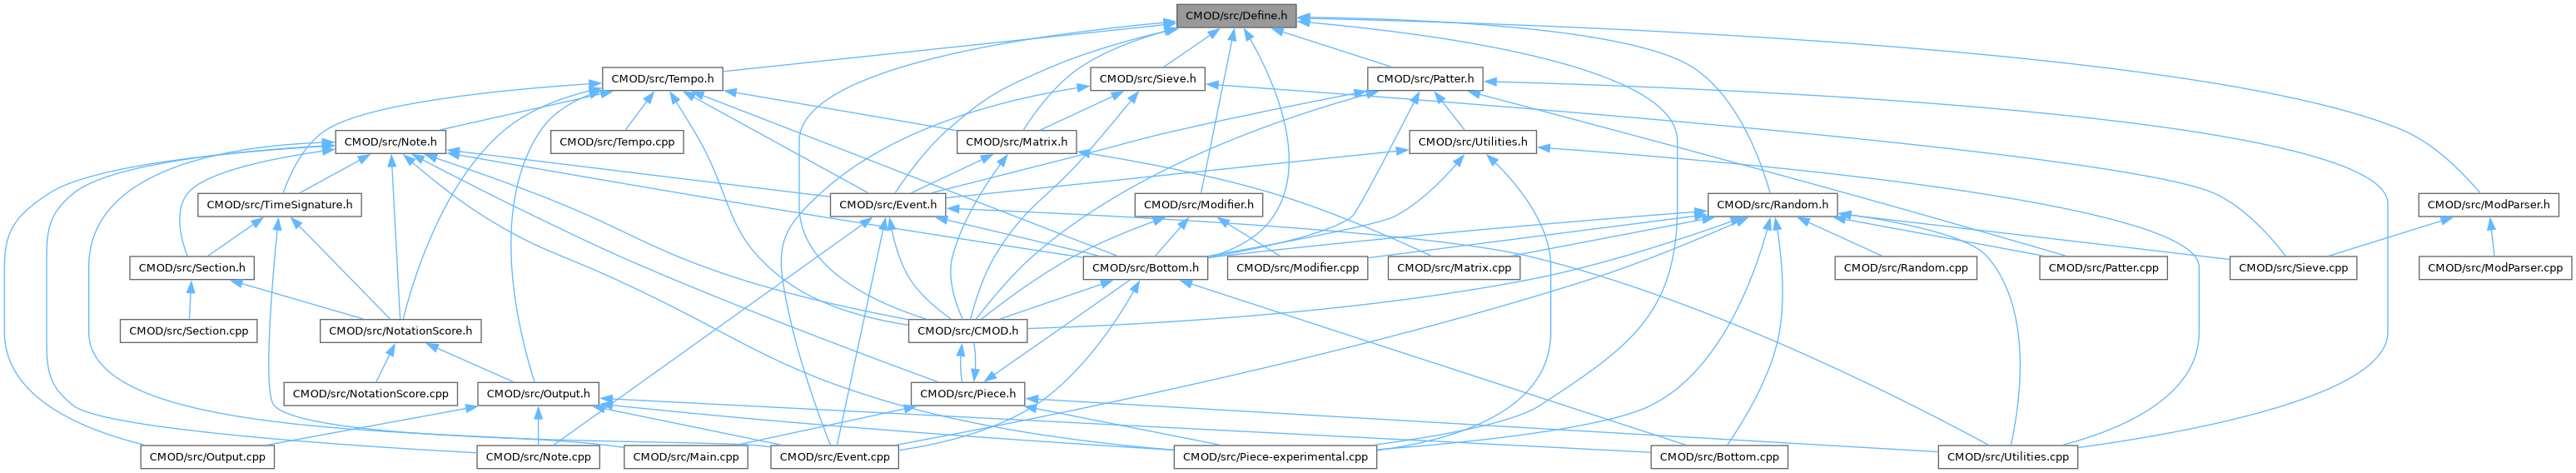 CMOD/src/Define.h
CMOD/src/Tempo.h
CMOD/src/Sieve.h
CMOD/src/Patter.h
CMOD/src/Note.h
CMOD/src/Tempo.cpp
CMOD/src/Matrix.h
CMOD/src/Utilities.h
CMOD/src/TimeSignature.h
CMOD/src/Event.h
CMOD/src/Modifier.h
CMOD/src/Random.h
CMOD/src/ModParser.h
CMOD/src/Section.h
CMOD/src/Bottom.h
CMOD/src/Modifier.cpp
CMOD/src/Matrix.cpp
CMOD/src/Random.cpp
CMOD/src/Patter.cpp
CMOD/src/Sieve.cpp
CMOD/src/ModParser.cpp
CMOD/src/Section.cpp
CMOD/src/NotationScore.h
CMOD/src/CMOD.h
CMOD/src/NotationScore.cpp
CMOD/src/Output.h
CMOD/src/Piece.h
CMOD/src/Output.cpp
CMOD/src/Note.cpp
CMOD/src/Main.cpp
CMOD/src/Event.cpp
CMOD/src/Piece-experimental.cpp
CMOD/src/Bottom.cpp
CMOD/src/Utilities.cpp